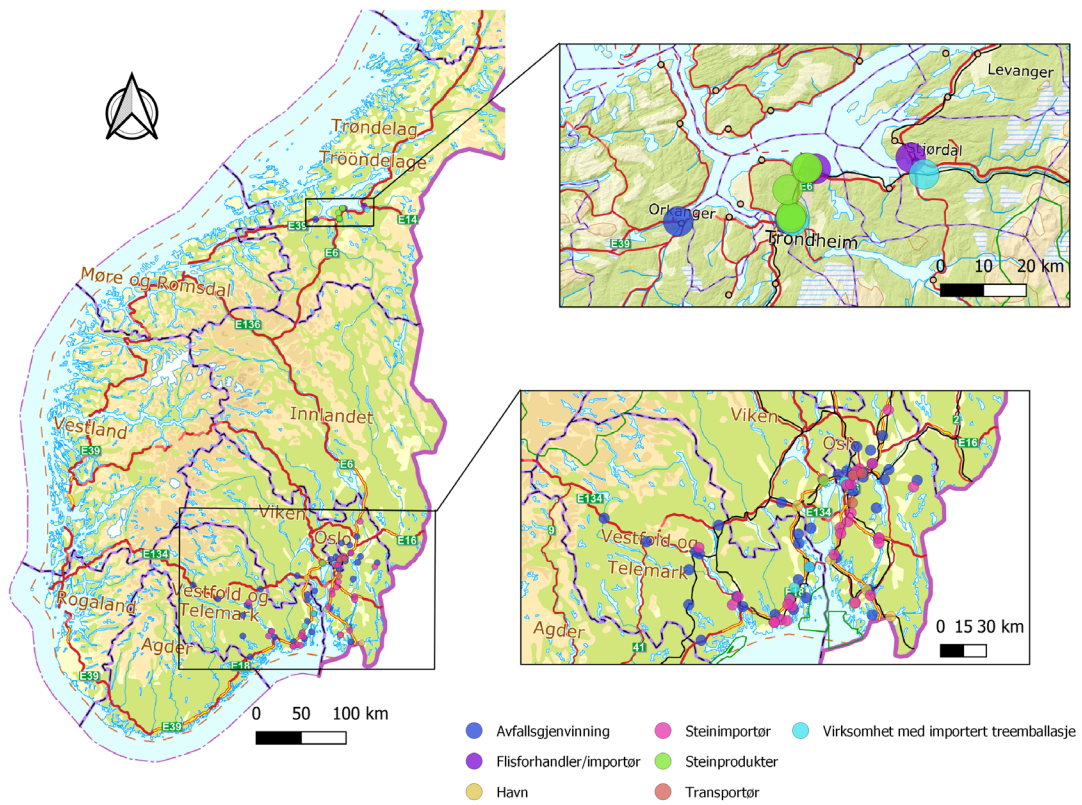 Trøndelag
Trööndelage
E14
E39
E6
Møre og Romsdal
E136
Innlandet
Vestland
E39
E6
Viken
Oslo
E16
E134
Vestfold og
Telemark
Rogaland
Agder
E18
E39
E39
0 50 100 km
Levanger
Stjørdal
E6
Orkanger
E39
Trondheim
0 10 20 km
Viken
2
Oslo
E16
E134
E134
9
Vestfold og
Telemark
Agder
41
0 15 30 km
Avfallsgjenvinning
Steinimportør
Virksomhet med importert treemballasje
Flisforhandler/importør
Steinprodukter
Havn
Transportør